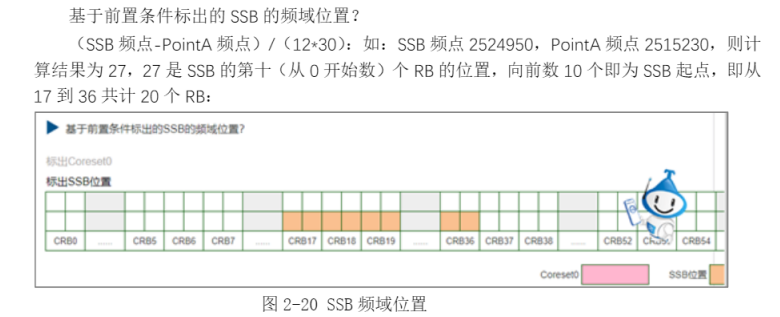 基于前置条件标出的 SSB 的频域位置?
（SSB 频点-PointA 频点）/（12*30）：如：SSB 频点 2524950，PointA 频点 2515230，则计
算结果为 27，27 是 SSB 的第十（从 0 开始数）个 RB 的位置，向前数 10 个即为 SSB 起点，即从
17 到 36 共计 20 个 RB：
基于前置条件标出的SSB的频域位置?
标出Coreset0
标出SSB位置
CRB0 ...... CRB5 CRB6 CRB7 ...... CRB17 CRB18 CRB19 ...... CRB36 CRB37 CRB38 ...... CRB52 CRB54
Coreset0 SSB位置
图 2-20 SSB 频域位置